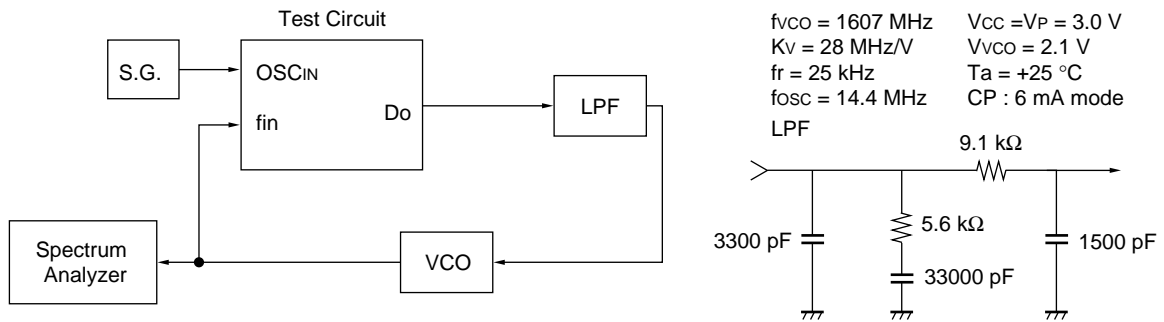 Test Circuit
S.G.
OSCIN
fin
Do
LPF
Spectrum
Analyzer
VCO
fVCO = 1607 MHz
KV = 28 MHz/V
fr = 25 kHz
fOSC = 14.4 MHz
VCC =VP = 3.0 V
VVCO = 2.1 V
Ta = +25 °C
CP : 6 mA mode
LPF
9.1 kΩ
3300 pF
5.6 kΩ
33000 pF
1500 pF